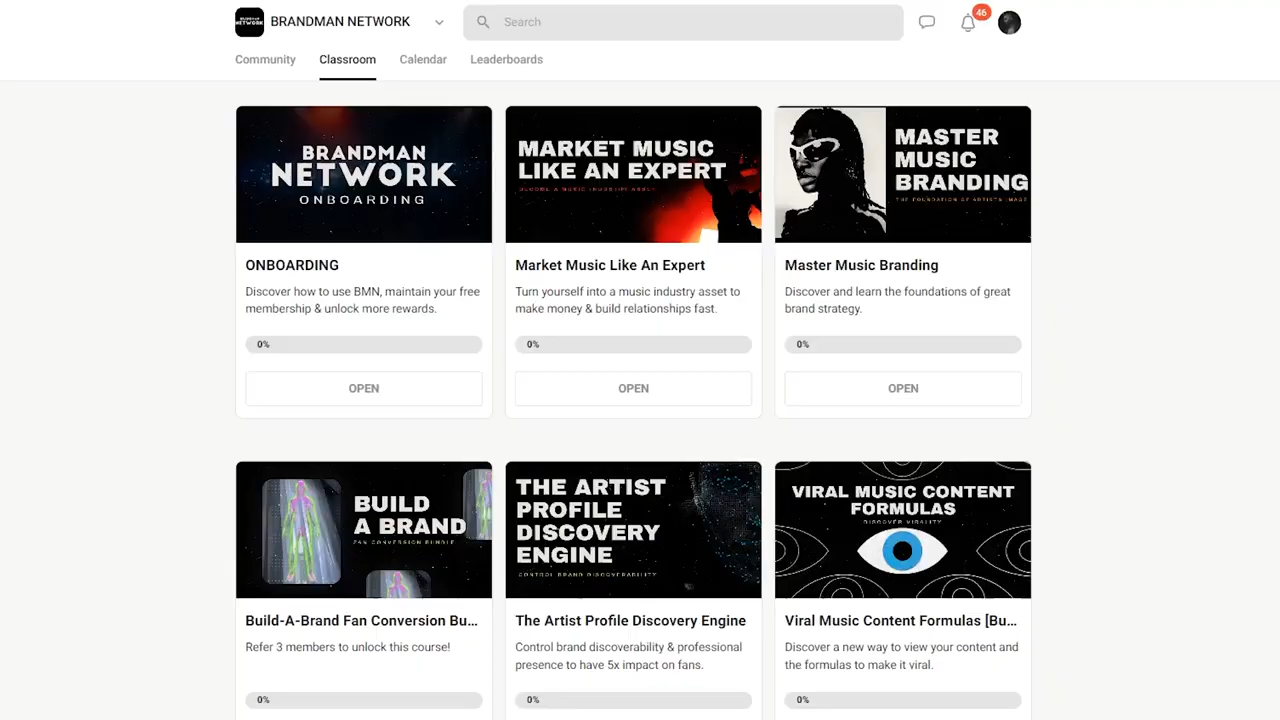 BRANDMAN NETWORK
Search
46
Community
Classroom
Calendar
Leaderboards
BRANDMAN
NETWORK
ONBOARDING
MARKET MUSIC
LIKE AN EXPERT
BECOME A MUSIC INDUSTRY ASSET
MASTER
MUSIC
BRANDING
THE FOUNDATION OF ARTISTS IMAGE
ONBOARDING
Discover how to use BMN, maintain your free
membership & unlock more rewards.
0%
OPEN
Market Music Like An Expert
Turn yourself into a music industry asset to
make money & build relationships fast.
0%
OPEN
Master Music Branding
Discover and learn the foundations of great
brand strategy.
0%
OPEN
BUILD
A BRAND
FAN CONVERSION BUNDLE
THE ARTIST
PROFILE
DISCOVERY
ENGINE
CONTROL BRAND DISCOVERABILITY
VIRAL MUSIC CONTENT
FORMULAS
DISCOVER VIRALITY
Build-A-Brand Fan Conversion Bu...
Refer 3 members to unlock this course!
0%
The Artist Profile Discovery Engine
Control brand discoverability & professional
presence to have 5x impact on fans.
0%
Viral Music Content Formulas [Bu...
Discover a new way to view your content and
the formulas to make it viral.
0%